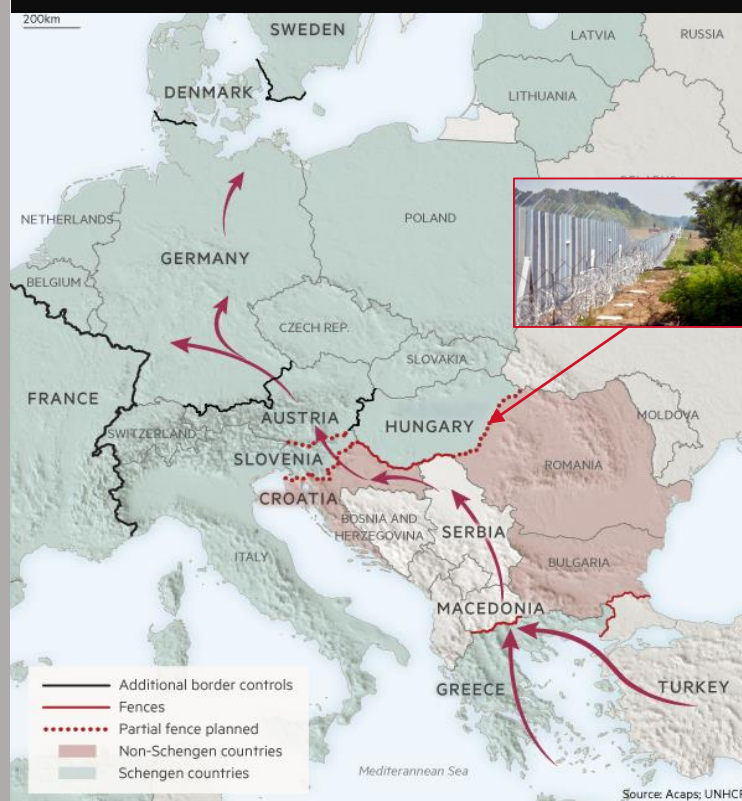 200km
SWEDEN
LATVIA
RUSSIA
DENMARK
LITHUANIA
NETHERLANDS
POLAND
GERMANY
BELGIUM
CZECH REP.
SLOVAKIA
FRANCE
AUSTRIA
HUNGARY
MOLDOVA
SWITZERLAND
SLOVENIA
ROMANIA
CROATIA
BOSNIA AND
HERZEGOVINA
SERBIA
ITALY
BULGARIA
MACEDONIA
GREECE
TURKEY
Additional border controls
Fences
Partial fence planned
Non-Schengen countries
Schengen countries
Mediterannean Sea
Source: Acaps; UNHCR